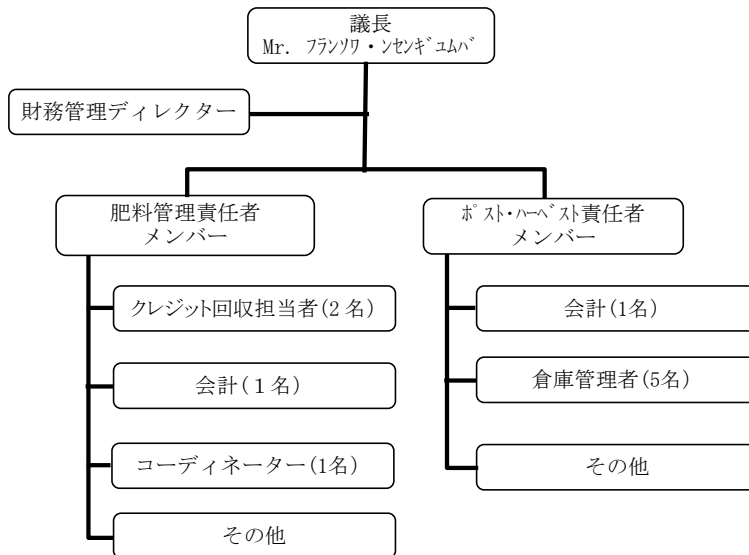 議長
Mr. フランソワ・ンセンギユムバ
財務管理ディレクター
肥料管理責任者
メンバー
ポスト・ハーベスト責任者
メンバー
クレジット回収担当者(2名)
会計(１名)
コーディネーター(1名)
その他
会計(1名)
倉庫管理者(5名)
その他